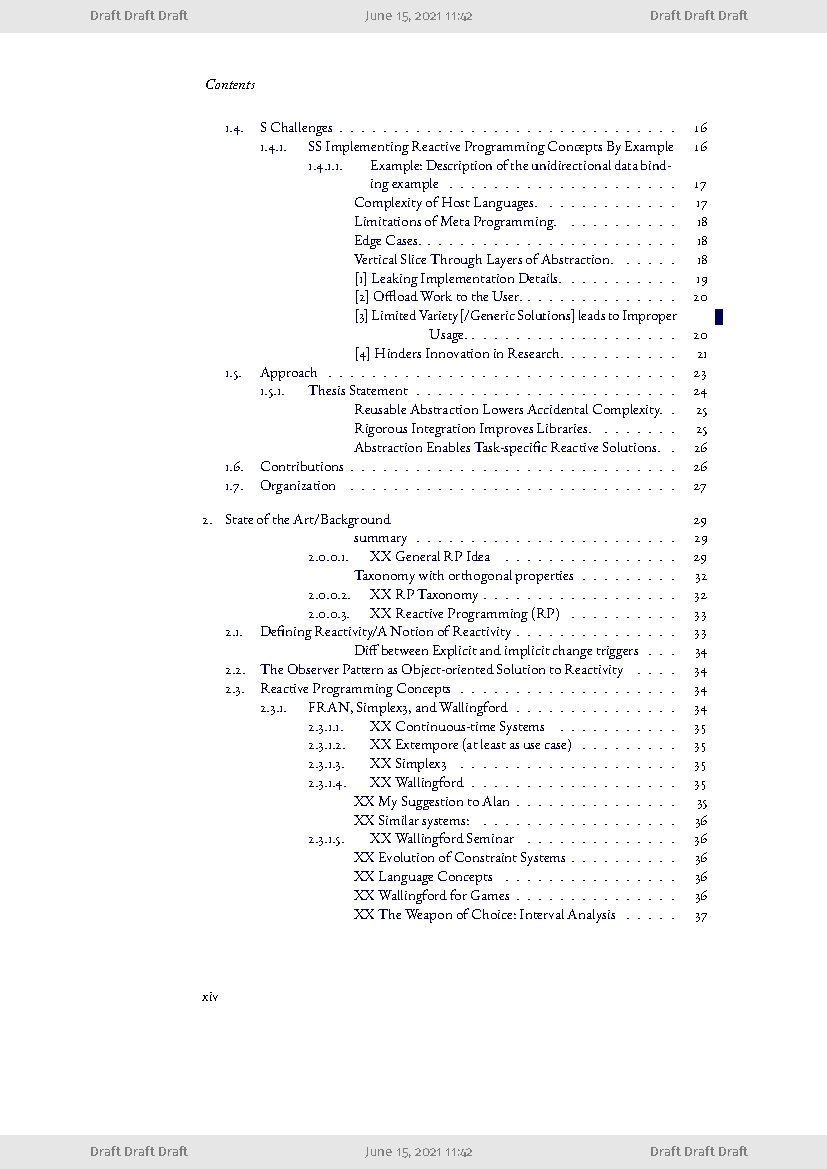 Draft Draft Draft June 15, 2021 11:42 Draft Draft Draft
Contents
1.4. S Challenges . . . . . . . . . . . . . . . . . . . . . . . . . . . . . . . 16
1.4.1. SS Implementing Reactive Programming Concepts By Example 16
1.4.1.1. Example: Description of the unidirectional data bind-
ing example . . . . . . . . . . . . . . . . . . . . . 17
Complexity of Host Languages. . . . . . . . . . . . . 17
Limitations of Meta Programming. . . . . . . . . . . 18
Edge Cases. . . . . . . . . . . . . . . . . . . . . . . . 18
Vertical Slice Through Layers of Abstraction. . . . . 18
[1] Leaking Implementation Details. . . . . . . . . . 19
[2] Offload Work to the User. . . . . . . . . . . . . . 20
[3] Limited Variety[/Generic Solutions] leads to Improper
Usage. . . . . . . . . . . . . . . . . . 20
[4] Hinders Innovation in Research. . . . . . . . . . 21
1.5. Approach . . . . . . . . . . . . . . . . . . . . . . . . . . . . . . . 23
1.5.1. Thesis Statement . . . . . . . . . . . . . . . . . . . . . . . . 24
Reusable Abstraction Lowers Accidental Complexity. . 25
Rigorous Integration Improves Libraries. . . . . . . 25
Abstraction Enables Task-specific Reactive Solutions. . 26
1.6. Contributions . . . . . . . . . . . . . . . . . . . . . . . . . . . . . . 26
1.7. Organization . . . . . . . . . . . . . . . . . . . . . . . . . . . . . . 27
2. State of the Art/Background 29
summary . . . . . . . . . . . . . . . . . . . . . . . . 29
2.0.0.1. XX General RP Idea . . . . . . . . . . . . . . . . 29
Taxonomy with orthogonal properties . . . . . . . . . 32
2.0.0.2. XX RP Taxonomy . . . . . . . . . . . . . . . . . . 32
2.0.0.3. XX Reactive Programming (RP) . . . . . . . . . . 33
2.1. Defining Reactivity/A Notion of Reactivity . . . . . . . . . . . . . . . 33
Diff between Explicit and implicit change triggers . . . 34
2.2. The Observer Pattern as Object-oriented Solution to Reactivity . . . . 34
2.3. Reactive Programming Concepts . . . . . . . . . . . . . . . . . . . . 34
2.3.1. FRAN, Simplex3, and Wallingford . . . . . . . . . . . . . . . 34
2.3.1.1. XX Continuous-time Systems . . . . . . . . . . . 35
2.3.1.2. XX Extempore (at least as use case) . . . . . . . . . 35
2.3.1.3. XX Simplex3 . . . . . . . . . . . . . . . . . . . . 35
2.3.1.4. XX Wallingford . . . . . . . . . . . . . . . . . . . 35
XX My Suggestion to Alan . . . . . . . . . . . . . . . 35
XX Similar systems: . . . . . . . . . . . . . . . . . . 36
2.3.1.5. XX Wallingford Seminar . . . . . . . . . . . . . . 36
XX Evolution of Constraint Systems . . . . . . . . . . 36
XX Language Concepts . . . . . . . . . . . . . . . . 36
XX Wallingford for Games . . . . . . . . . . . . . . . 36
XX The Weapon of Choice: Interval Analysis . . . . . 37
xiv
Draft Draft Draft June 15, 2021 11:42 Draft Draft Draft